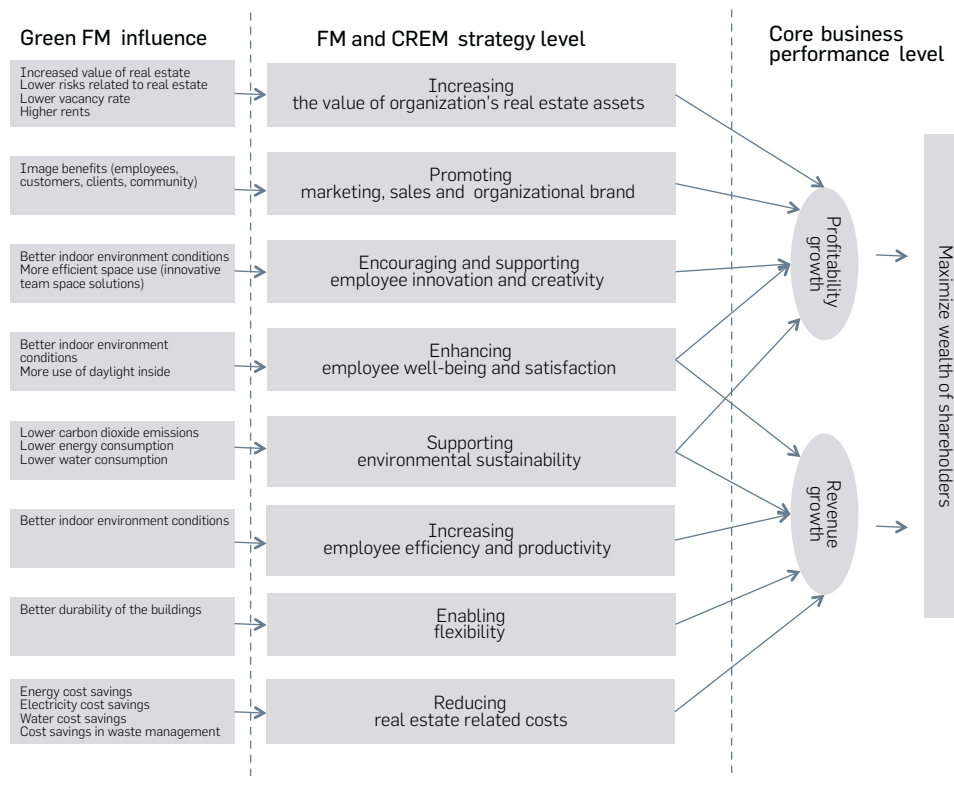 Green FM influence
FM and CREM strategy level
Core business
performance level
Increased value of real estate
Lower risks related to real estate
Lower vacancy rate
Higher rents
Increasing
the value of organization's real estate assets
Image benefits (employees,
customers, clients, community)
Promoting
marketing, sales and organizational brand
Better indoor environment conditions
More efficient space use (innovative
team space solutions)
Encouraging and supporting
employee innovation and creativity
Better indoor environment
conditions
More use of daylight inside
Enhancing
employee well-being and satisfaction
Lower carbon dioxide emissions
Lower energy consumption
Lower water consumption
Supporting
environmental sustainability
Better indoor environment conditions
Increasing
employee efficiency and productivity
Better durability of the buildings
Enabling
flexibility
Energy cost savings
Electricity cost savings
Water cost savings
Cost savings in waste management
Reducing
real estate related costs
Profitability
growth
Revenue
growth
Maximize wealth of shareholders